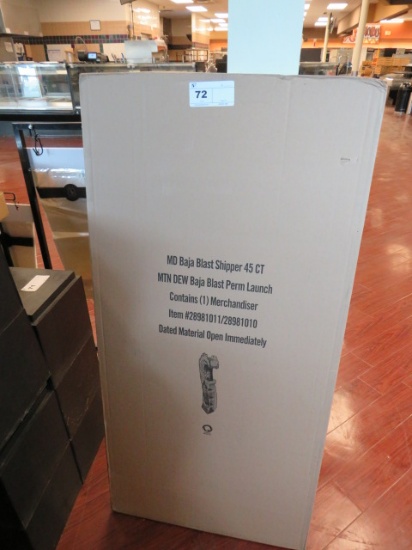 72
MD Baja Blast Shipper 45 CT
MTN DEW Baja Blast Perm Launch
Contains (1) Merchandiser
Item #28981011/28981010
Dated Material Open Immediately